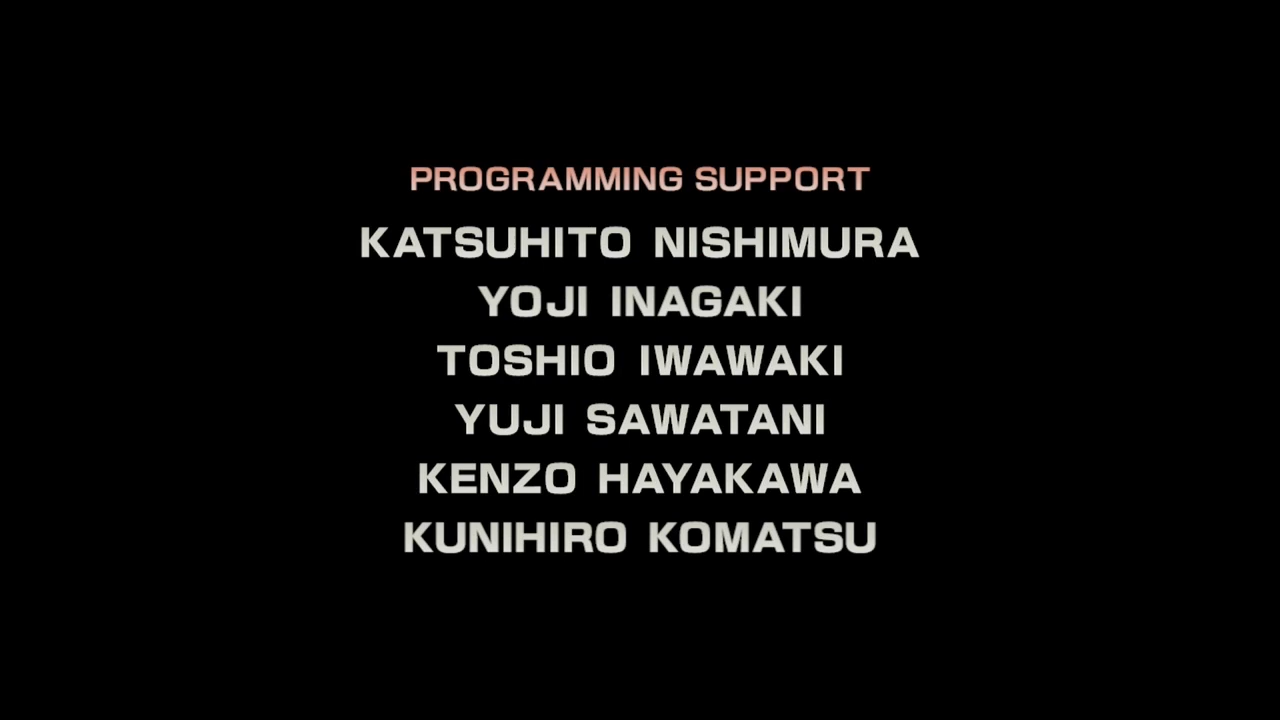 PROGRAMMING SUPPORT
KATSUHITO NISHIMURA
YOJI INAGAKI
TOSHIO IWAWAKI
YUJI SAWATANI
KENZO HAYAKAWA
KUNIHIRO KOMATSU